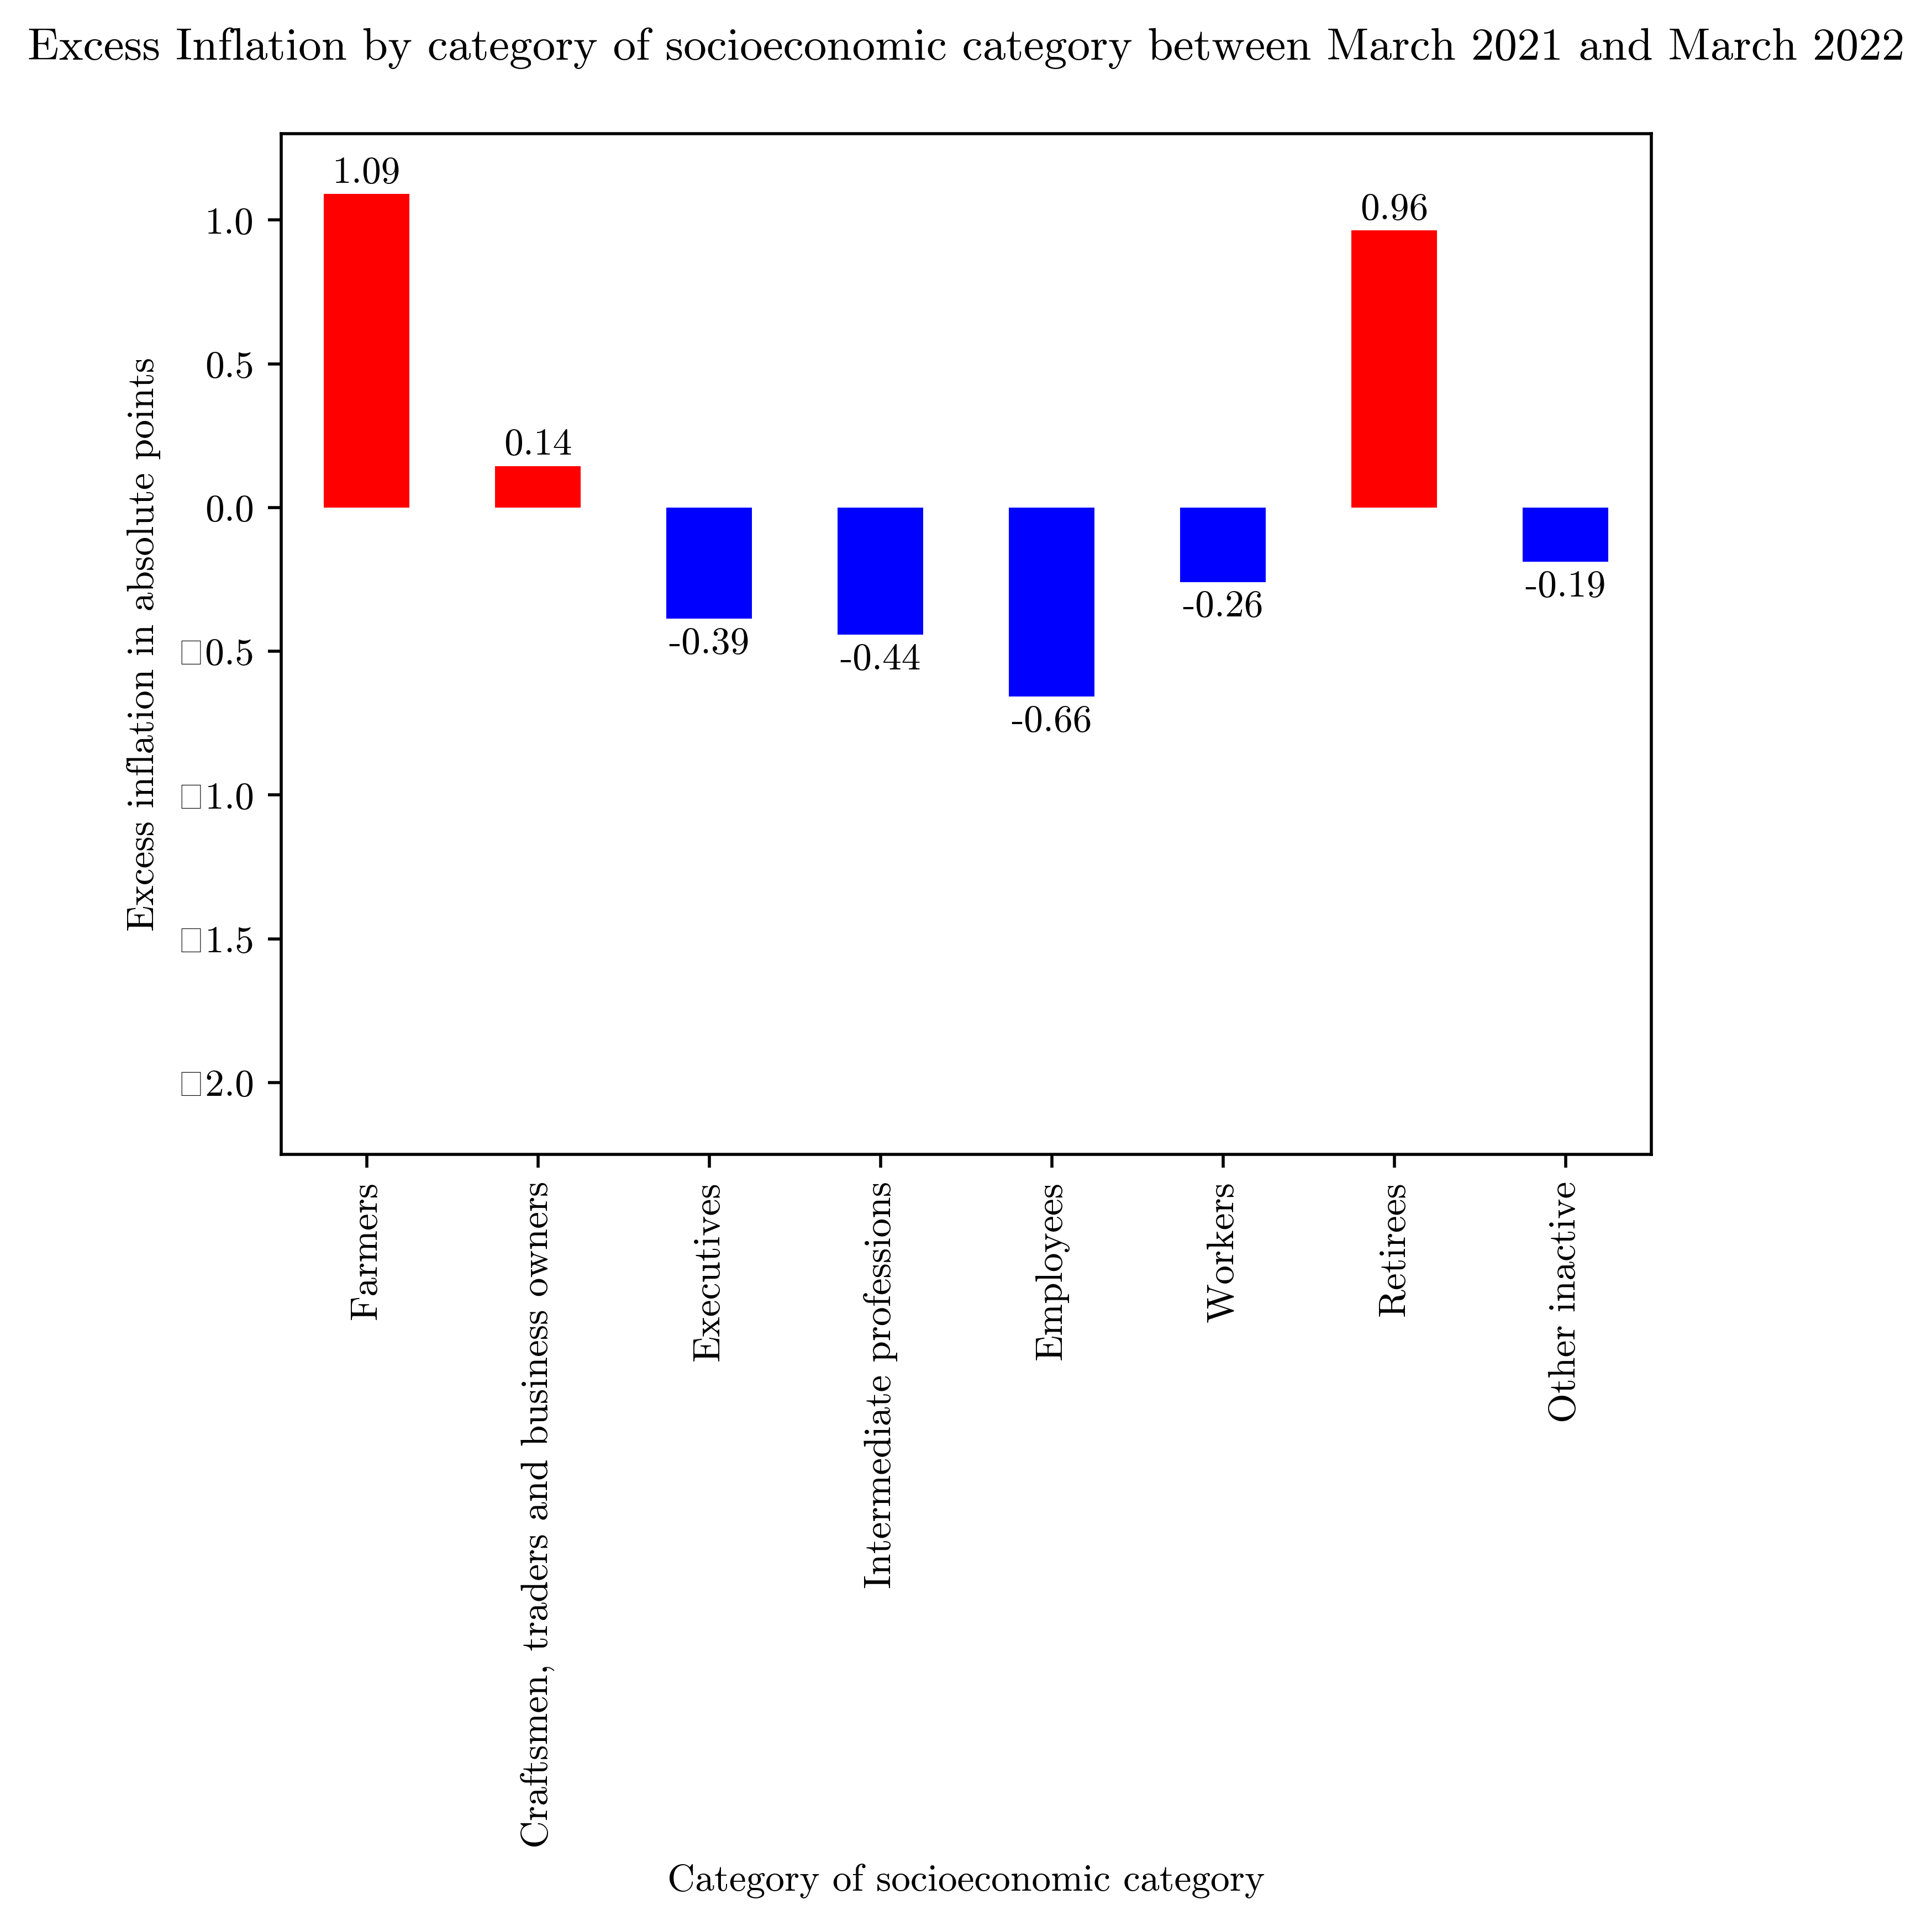 Excess Inflation by category of socioeconomic category between March 2021 and March 2022
Excess inflation in absolute points
1.0
0.5
0.0
□0.5
□1.0
□1.5
□2.0
1.09
0.14
-0.39
-0.44
-0.66
-0.26
0.96
-0.19
Farmers
Craftsmen, traders and business owners
Executives
Intermediate professions
Employees
Workers
Retirees
Other inactive
Category of socioeconomic category